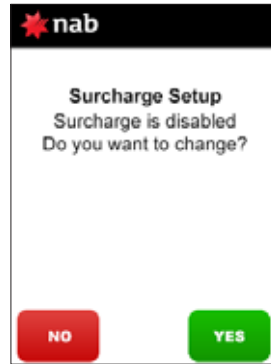 nab
Surcharge Setup
Surcharge is disabled
Do you want to change?
NO YES